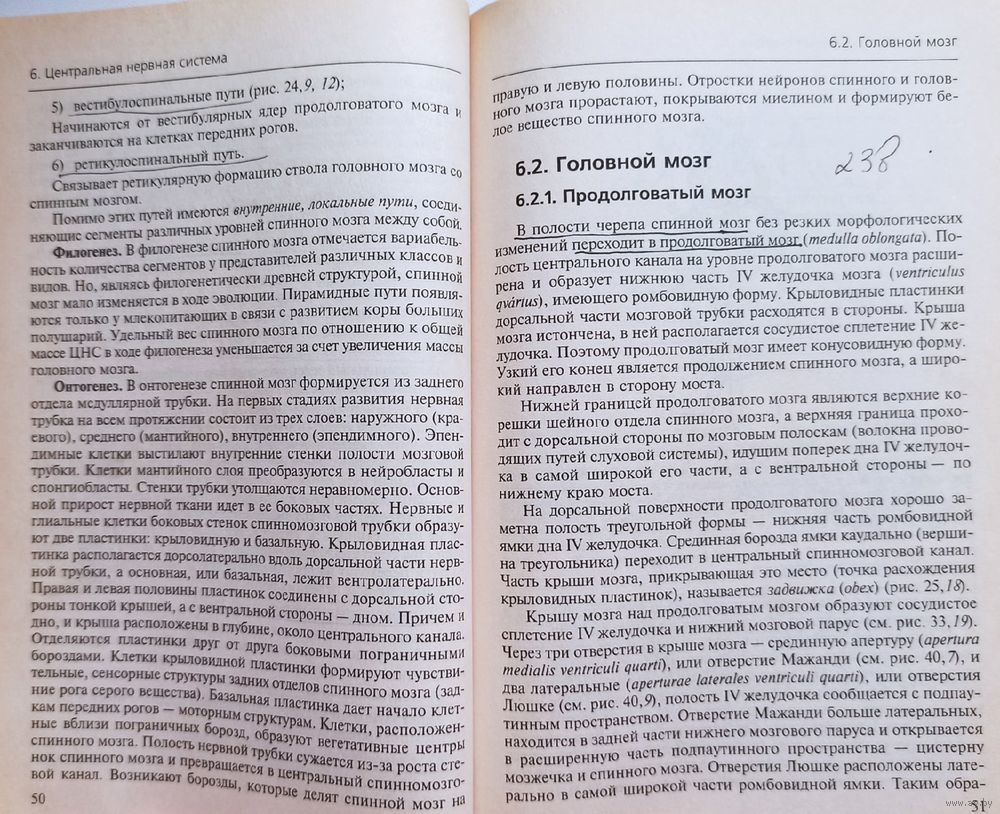 6. Центральная нервная система
5) вестибулоспинальные пути (рис. 24,9, 12);
Начинаются от вестибулярных ядер продолговатого мозга и
заканчиваются на клетках передних рогов.
6) ретикулоспинальный путь.
Связывает ретикулярную формацию ствола головного мозга со
спинным мозгом.
Помимо этих путей имеются внутренние, локальные пути, соеди-
няющие сегменты различных уровней спинного мозга между собой.
Филогенез. В филогенезе спинного мозга отмечается вариабель-
ность количества сегментов у представителей различных классов и
видов. Но, являясь филогенетически древней структурой, спинной
мозг мало изменяется в ходе эволюции. Пирамидные пути появля-
ются только у млекопитающих в связи с развитием коры больших
полушарий. Удельный вес спинного мозга по отношению к общей
массе ЦНС в ходе филогенеза уменьшается за счет увеличения массы
головного мозга.
Онтогенез. В онтогенезе спинной мозг формируется из заднего
отдела медуллярной трубки. На первых стадиях развития нервная
трубка на всем протяжении состоит из трех слоев: наружного (кра-
евого), среднего (мантийного), внутреннего (эпендимного). Эпен-
димные клетки выстилают внутренние стенки полости мозговой
трубки. Клетки мантийного слоя преобразуются в нейробласты и
спонгиобласты. Стенки трубки утолщаются неравномерно. Основ-
ной прирост нервной ткани идет в ее боковых частях. Нервные и
глиальные клетки боковых стенок спинномозговой трубки образу-
ют две пластинки: крыловидную и базальную. Крыловидная плас-
тинка располагается дорсолатерально вдоль дорсальной части нерв-
ной трубки, а основная, или базальная, лежит вентролатерально.
Правая и левая половины пластинок соединены с дорсальной сто-
роны тонкой крышей, а с вентральной стороны — дном. Причем и
дно, и крыша расположены в глубине, около центрального канала.
Отделяются пластинки друг от друга боковыми пограничными
бороздами. Клетки крыловидной пластинки формируют чувстви-
тельные, сенсорные структуры задних отделов спинного мозга (зад-
ние рога серого вещества). Базальная пластинка дает начало клет-
кам передних рогов — моторным структурам. Клетки, расположен-
ные вблизи пограничных борозд, образуют вегетативные центры
спинного мозга. Полость нервной трубки сужается из-за роста сте-
нок спинного мозга и превращается в центральный спинномозго-
вой канал. Возникают борозды, которые делят спинной мозг на
50
6.2. Головной мозг
правую и левую половины. Отростки нейронов спинного и голов-
ного мозга прорастают, покрываются миелином и формируют бе-
лое вещество спинного мозга.
6.2. Головной мозг
238
6.2.1. Продолговатый мозг
В полости черепа спинной мозг без резких морфологических
изменений переходит в продолговатый мозг (medulla oblongata). По-
лость центрального канала на уровне продолговатого мозга расши-
рена и образует нижнюю часть IV желудочка мозга (ventriculus
qvárius), имеющего ромбовидную форму. Крыловидные пластинки
дорсальной части мозговой трубки расходятся в стороны. Крыша
мозга истончена, в ней располагается сосудистое сплетение IV же-
лудочка. Поэтому продолговатый мозг имеет конусовидную форму.
Узкий его конец является продолжением спинного мозга, а широ-
кий направлен в сторону моста.
Нижней границей продолговатого мозга являются верхние ко-
решки шейного отдела спинного мозга, а верхняя граница прохо-
дит с дорсальной стороны по мозговым полоскам (волокна прово-
дящих путей слуховой системы), идущим поперек дна IV желудоч-
ка в самой широкой его части, а с вентральной стороны — по
нижнему краю моста.
На дорсальной поверхности продолговатого мозга хорошо за-
метна полость треугольной формы — нижняя часть ромбовидной
ямки дна IV желудочка. Срединная борозда ямки каудально (верши-
на треугольника) переходит в центральный спинномозговой канал.
Часть крыши мозга, прикрывающая это место (точка расхождения
крыловидных пластинок), называется задвижка (obex) (рис. 25,18).
Крышу мозга над продолговатым мозгом образуют сосудистое
сплетение IV желудочка и нижний мозговой парус (см. рис. 33,19).
Через три отверстия в крыше мозга — срединную апертуру (apertura
medialis ventriculi quarti), или отверстие Мажанди (см. рис. 40,7), и
два латеральные (aperturae laterales ventriculi quarti), или отверстия
Люшке (см. рис. 40,9), полость IV желудочка сообщается с подпау-
тинным пространством. Отверстие Мажанди больше латеральных,
находится в задней части нижнего мозгового паруса и открывается
в расширенную часть подпаутинного пространства — цистерну
мозжечка и спинного мозга. Отверстия Люшке расположены лате-
рально в самой широкой части ромбовидной ямки. Таким обра-
51